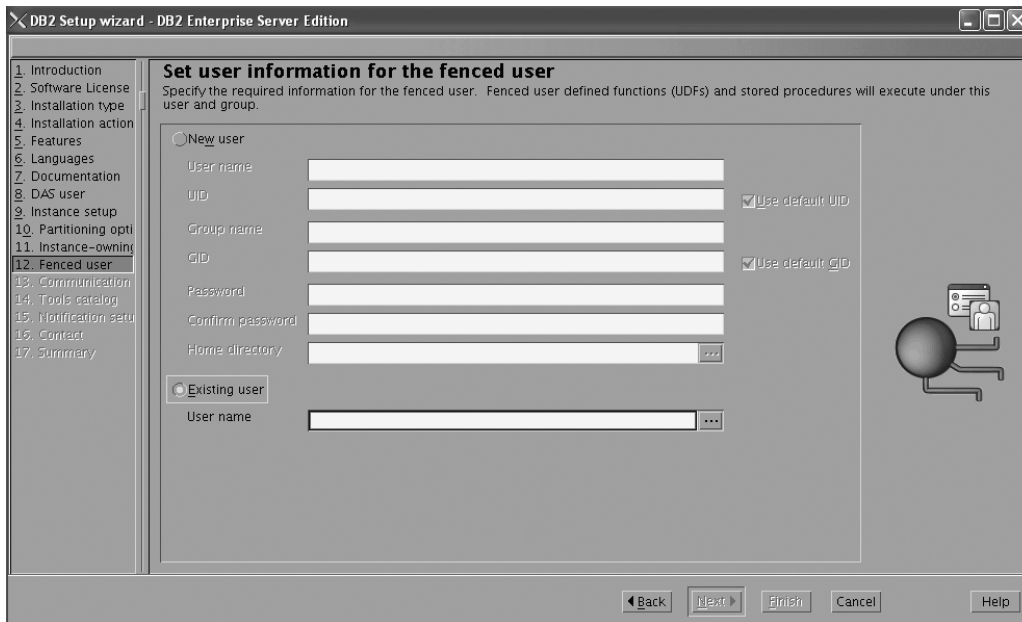 DB2 Setup wizard - DB2 Enterprise Server Edition
1. Introduction
2. Software License
3. Installation type
4. Installation action
5. Features
6. Languages
7. Documentation
8. DAS user
9. Instance setup
10. Partitioning opti
11. Instance-owning
12. Fenced user
13. Communication
14. Tools catalog
15. Notification setu
16. Contact
17. Summary
Set user information for the fenced user
Specify the required information for the fenced user. Fenced user defined functions (UDFs) and stored procedures will execute under this
user and group.
New user
User name
UID
Use default UID
Group name
GID
Use default GID
Password
Confirm password
Home directory
...
Existing user
User name
...
Back
Next
Finish
Cancel
Help